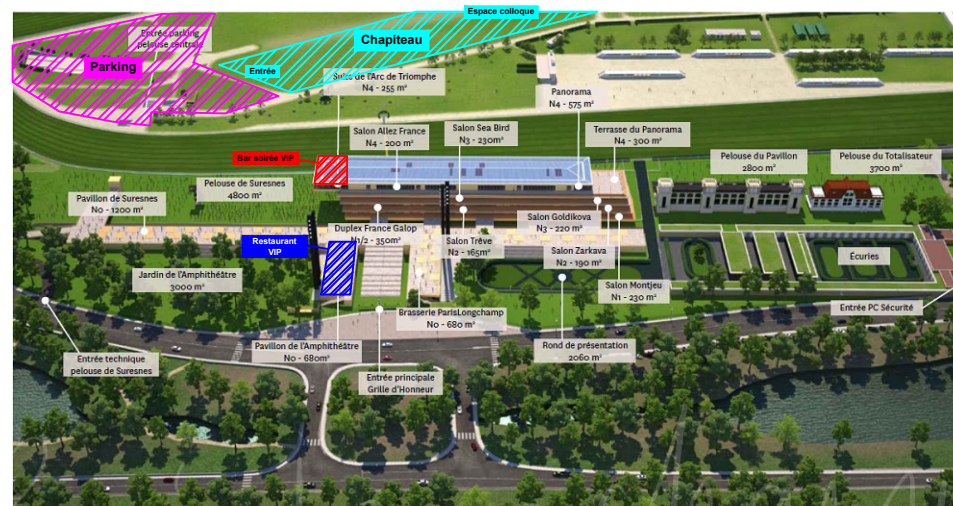 Espace colloque
Chapiteau
Entrée parking
pelouse centrale
Parking
Entrée
Suite de l'Arc de Triomphe
N4 - 255 m²
Panorama
N4 - 575 m²
Salon Allez France
N4 - 200 m²
Salon Sea Bird
N3 - 230m²
Terrasse du Panorama
N4 - 300 m²
Bar soirée VIP
Pelouse du Pavillon
2800 m²
Pelouse du Totalisateur
3700 m²
Pelouse de Suresnes
4800 m²
Pavillon de Suresnes
N0 - 1200 m²
Duplex France Galop
N1/2 - 350m²
Salon Goldikova
N3 - 220 m²
Restaurant
VIP
Salon Trêve
N2 - 165m²
Salon Zarkava
N2 - 190 m²
Écuries
Jardin de l'Amphithéâtre
3000 m²
Salon Montjeu
N1 - 230 m²
Entrée PC Sécurité
Brasserie ParisLongchamp
N0 - 680 m²
Pavillon de l'Amphithéâtre
N0 - 680m²
Rond de présentation
2060 m²
Entrée technique
pelouse de Suresnes
Entrée principale
Grille d'Honneur